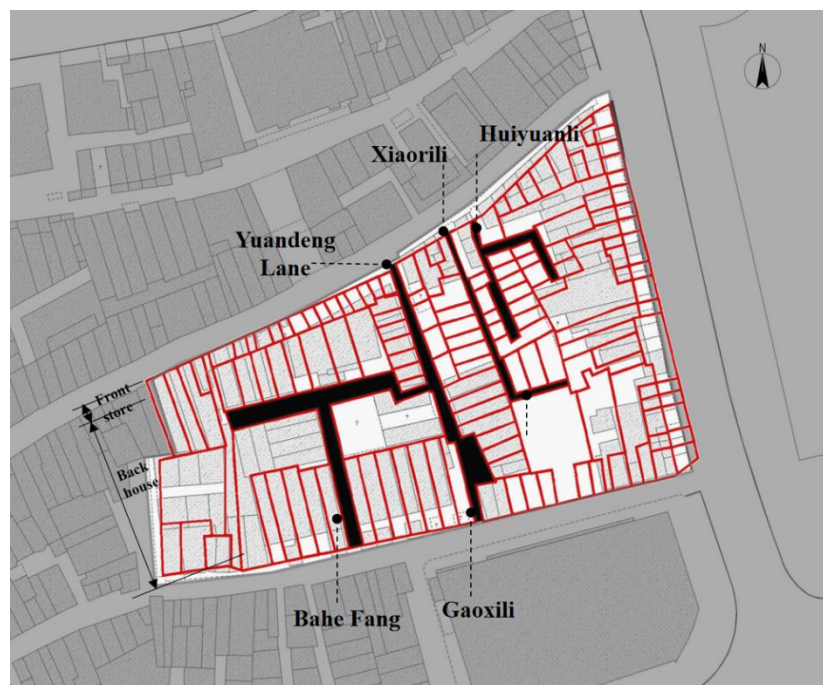 N
Huiyuanli
Xiaorili
Yuandeng
Lane
Front
store
Back
house
Bahe Fang
Gaoxili